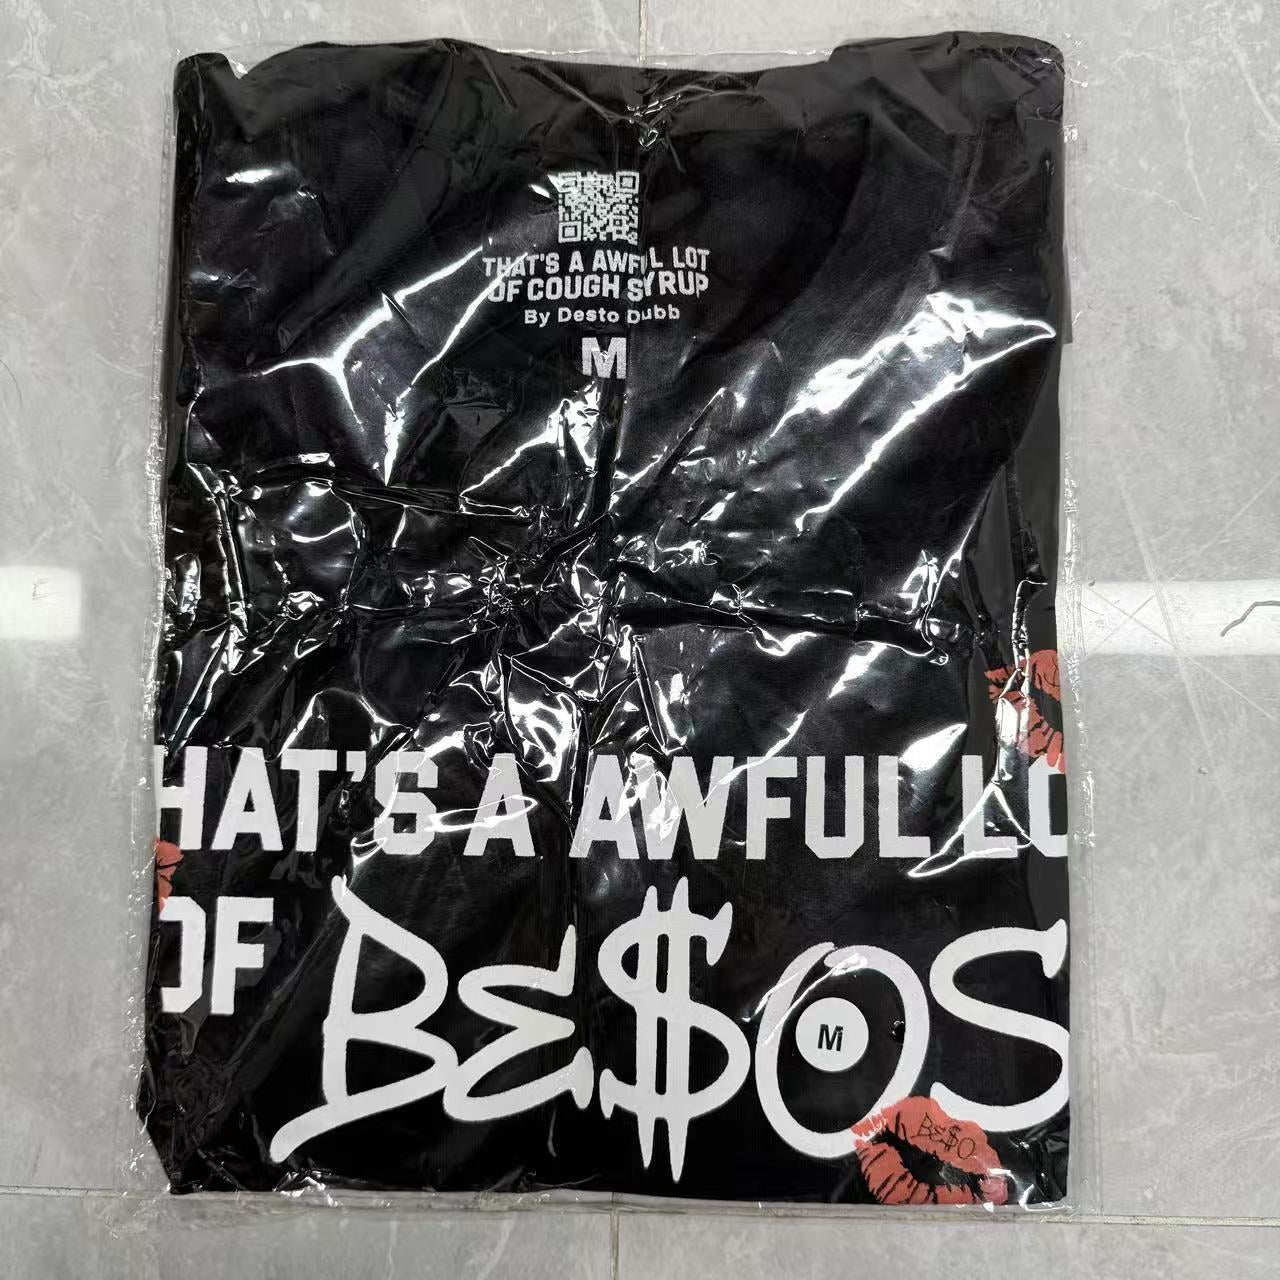 THAT'S A AWFUL LOT
OF COUGH SYRUP
By Desto Dubb
M
HAT'S A AWFUL LO
OF BE$OS
M
BE$O